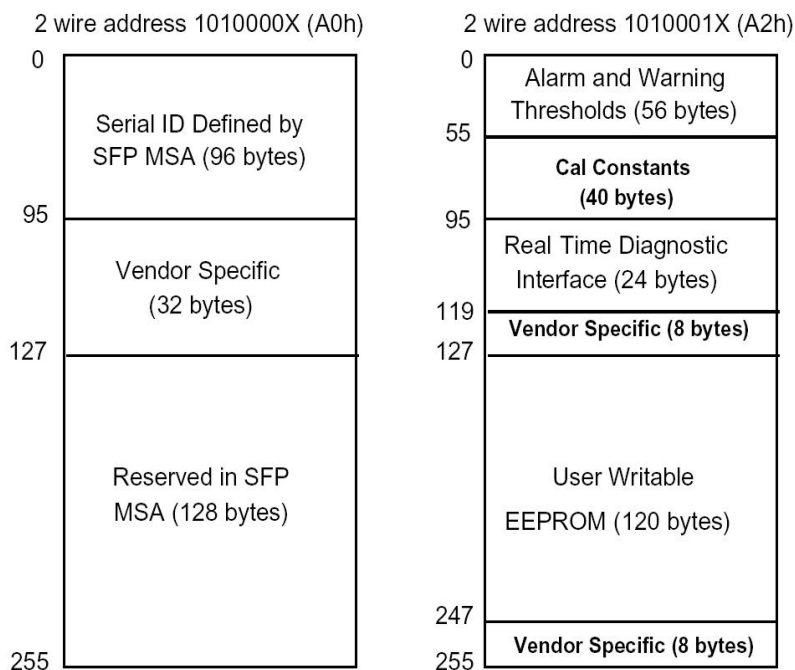 2 wire address 1010000X (A0h)
0
Serial ID Defined by
SFP MSA (96 bytes)
95
Vendor Specific
(32 bytes)
127
Reserved in SFP
MSA (128 bytes)
255
2 wire address 1010001X (A2h)
0
Alarm and Warning
Thresholds (56 bytes)
55
Cal Constants
(40 bytes)
95
Real Time Diagnostic
Interface (24 bytes)
119
Vendor Specific (8 bytes)
127
User Writable
EEPROM (120 bytes)
247
Vendor Specific (8 bytes)
255